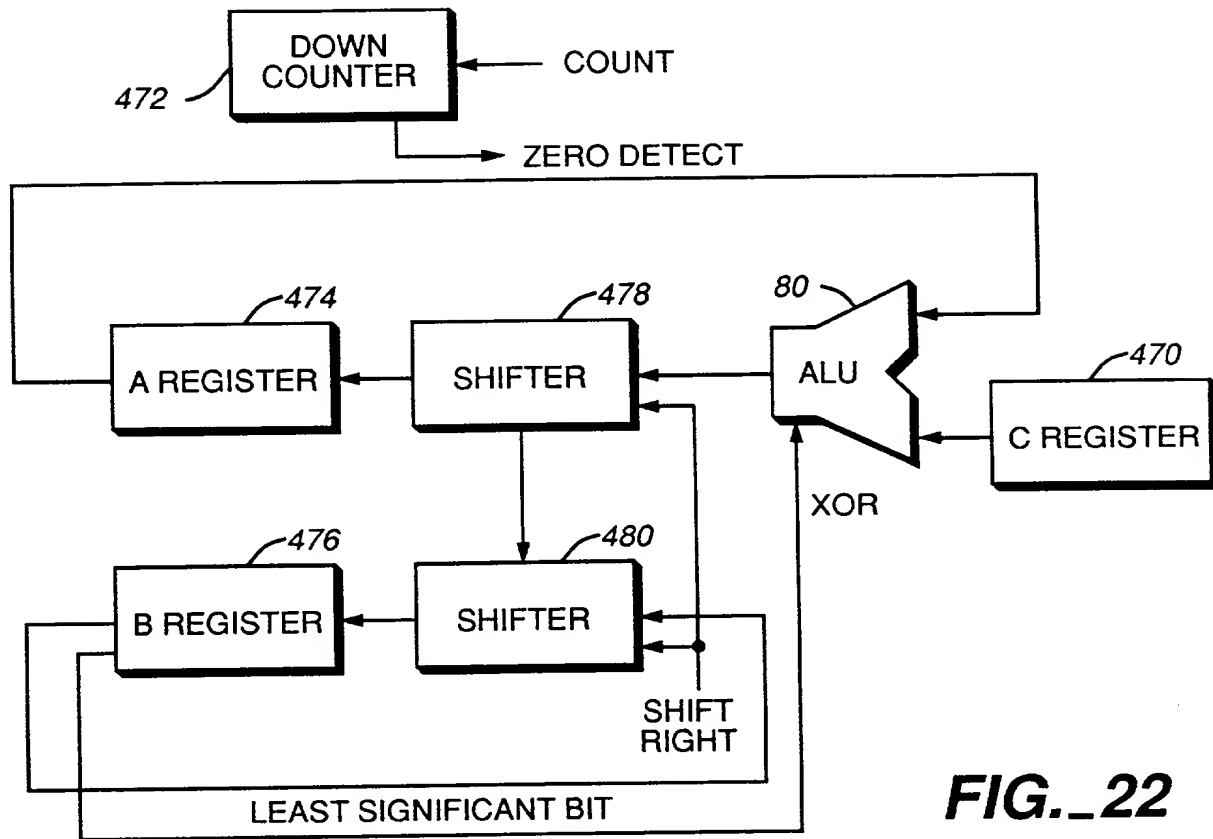 DOWN
COUNTER
COUNT
472
ZERO DETECT
474
478
80
470
A REGISTER
SHIFTER
ALU
C REGISTER
XOR
476
480
B REGISTER
SHIFTER
SHIFT
RIGHT
LEAST SIGNIFICANT BIT
FIG._22